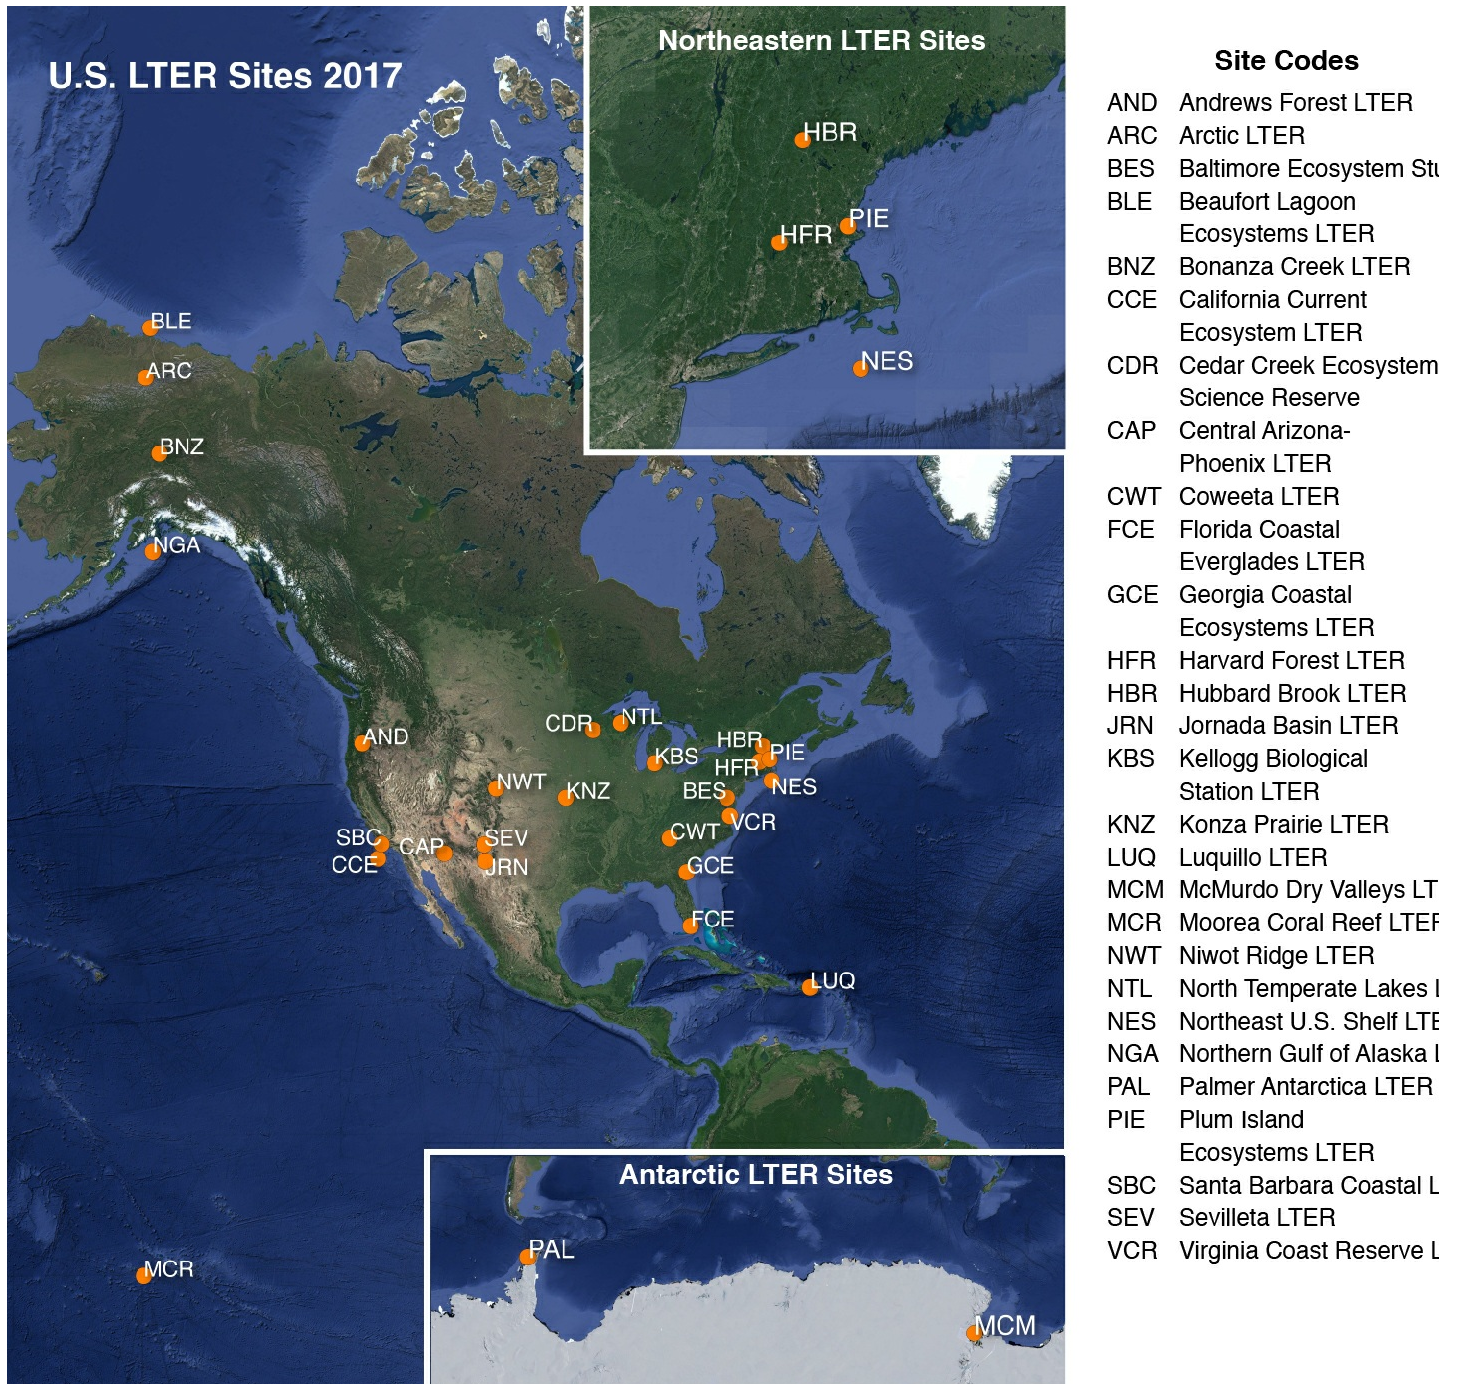 U.S. LTER Sites 2017
BLE
ARC
BNZ
NGA
AND
CDR
NTL
KBS
HBR
PIE
HFR
NES
NWT
KNZ
BES
VCR
SBC
CAP
SEV
CWT
CCE
JRN
GCE
FCE
LUQ
MCR
Northeastern LTER Sites
HBR
PIE
HFR
NES
Antarctic LTER Sites
PAL
MCM
Site Codes
AND Andrews Forest LTER
ARC Arctic LTER
BES Baltimore Ecosystem Stu
BLE Beaufort Lagoon
Ecosystems LTER
BNZ Bonanza Creek LTER
CCE California Current
Ecosystem LTER
CDR Cedar Creek Ecosystem
Science Reserve
CAP Central Arizona-
Phoenix LTER
CWT Coweeta LTER
FCE Florida Coastal
Everglades LTER
GCE Georgia Coastal
Ecosystems LTER
HFR Harvard Forest LTER
HBR Hubbard Brook LTER
JRN Jornada Basin LTER
KBS Kellogg Biological
Station LTER
KNZ Konza Prairie LTER
LUQ Luquillo LTER
MCM McMurdo Dry Valleys LT
MCR Moorea Coral Reef LTER
NWT Niwot Ridge LTER
NTL North Temperate Lakes L
NES Northeast U.S. Shelf LTE
NGA Northern Gulf of Alaska L
PAL Palmer Antarctica LTER
PIE Plum Island
Ecosystems LTER
SBC Santa Barbara Coastal L
SEV Sevilleta LTER
VCR Virginia Coast Reserve L